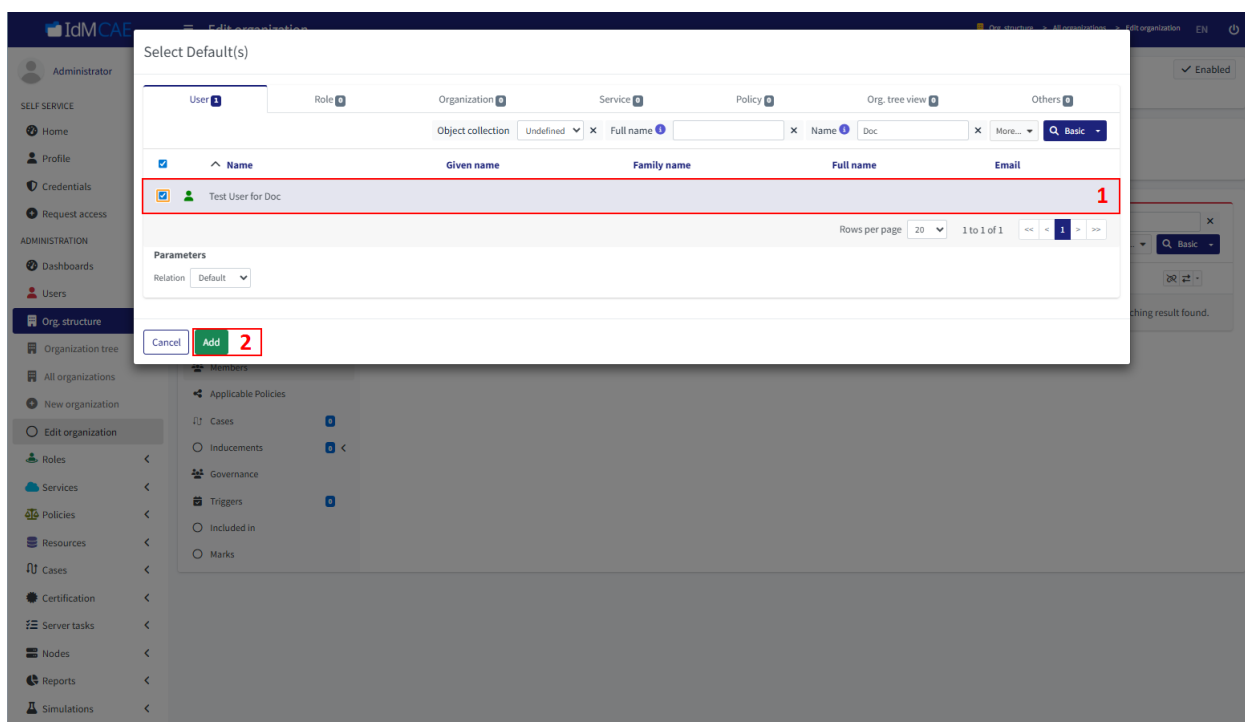 IdMCAE
Edit organization
Org. structure > All organizations > Edit organization EN
Administrator
Enabled
SELF SERVICE
Home
Profile
Credentials
Request access
ADMINISTRATION
Dashboards
Users
Org. structure
Organization tree
All organizations
New organization
Edit organization
Roles
Services
Policies
Resources
Cases
Certification
Server tasks
Nodes
Reports
Simulations
Select Default(s)
User 1 Role 0 Organization 0 Service 0 Policy 0 Org. tree view 0 Others 0
Object collection Undefined Full name Name Doc More... Basic
Name Given name Family name Full name Email
Test User for Doc 1
Rows per page 20 1 to 1 of 1 << < 1 > >>
Parameters
Relation Default
Cancel Add 2
Basic
ching result found.
Members
Applicable Policies
Cases 0
Inducements 0
Governance
Triggers 0
Included in
Marks